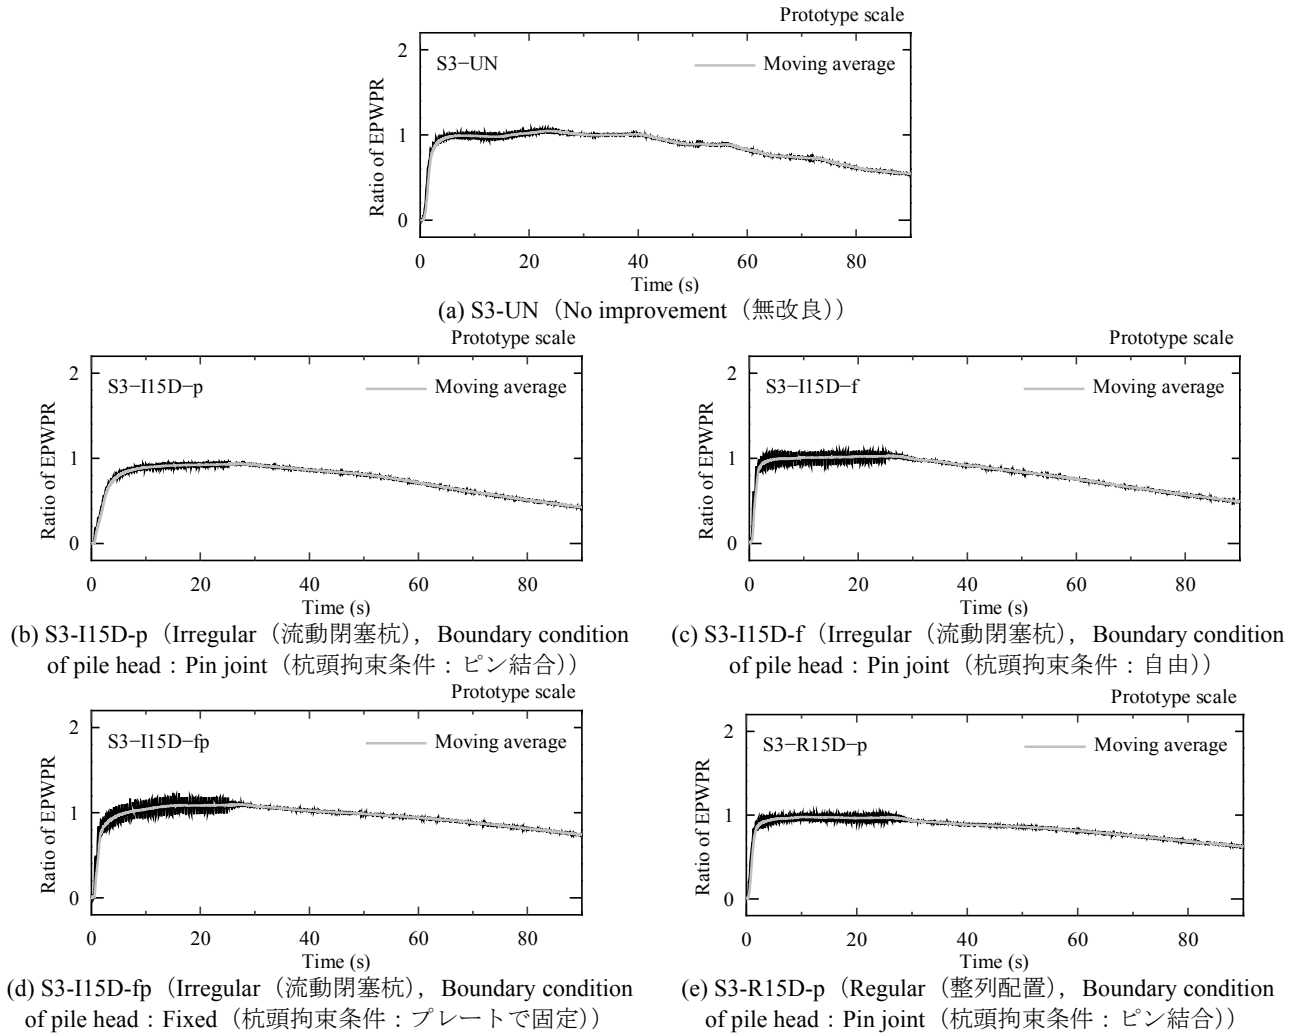 Prototype scale
2
1
0
Ratio of EPWPR
S3−UN
Moving average
0 20 40 60 80
Time (s)
(a) S3-UN（No improvement（無改良））
Prototype scale
2
1
0
Ratio of EPWPR
S3−I15D−p
Moving average
0 20 40 60 80
Time (s)
(b) S3-I15D-p（Irregular（流動閉塞杭），Boundary condition
of pile head：Pin joint（杭頭拘束条件：ピン結合））
Prototype scale
2
1
0
Ratio of EPWPR
S3−I15D−f
Moving average
0 20 40 60 80
Time (s)
(c) S3-I15D-f（Irregular（流動閉塞杭），Boundary condition
of pile head：Pin joint（杭頭拘束条件：自由））
Prototype scale
2
1
0
Ratio of EPWPR
S3−I15D−fp
Moving average
0 20 40 60 80
Time (s)
(d) S3-I15D-fp（Irregular（流動閉塞杭），Boundary condition
of pile head：Fixed（杭頭拘束条件：プレートで固定））
Prototype scale
2
1
0
Ratio of EPWPR
S3−R15D−p
Moving average
0 20 40 60 80
Time (s)
(e) S3-R15D-p（Regular（整列配置），Boundary condition
of pile head：Pin joint（杭頭拘束条件：ピン結合））